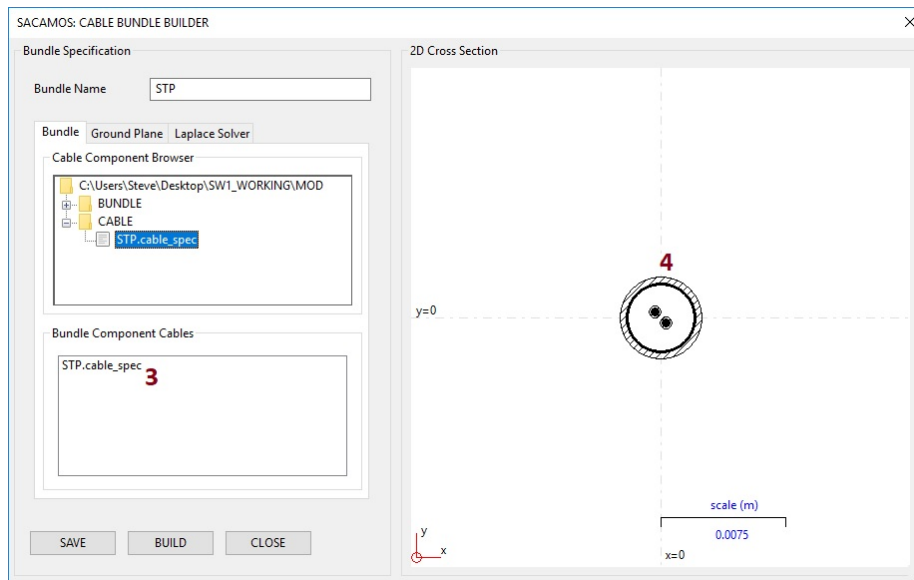 SACAMOS: CABLE BUNDLE BUILDER
Bundle Specification
Bundle Name STP
Bundle Ground Plane Laplace Solver
Cable Component Browser
C:\Users\Steve\Desktop\SW1_WORKING\MOD
BUNDLE
CABLE
STP.cable_spec
Bundle Component Cables
STP.cable_spec
3
SAVE BUILD CLOSE
2D Cross Section
4
y=0
scale (m)
0.0075
y
x
x=0